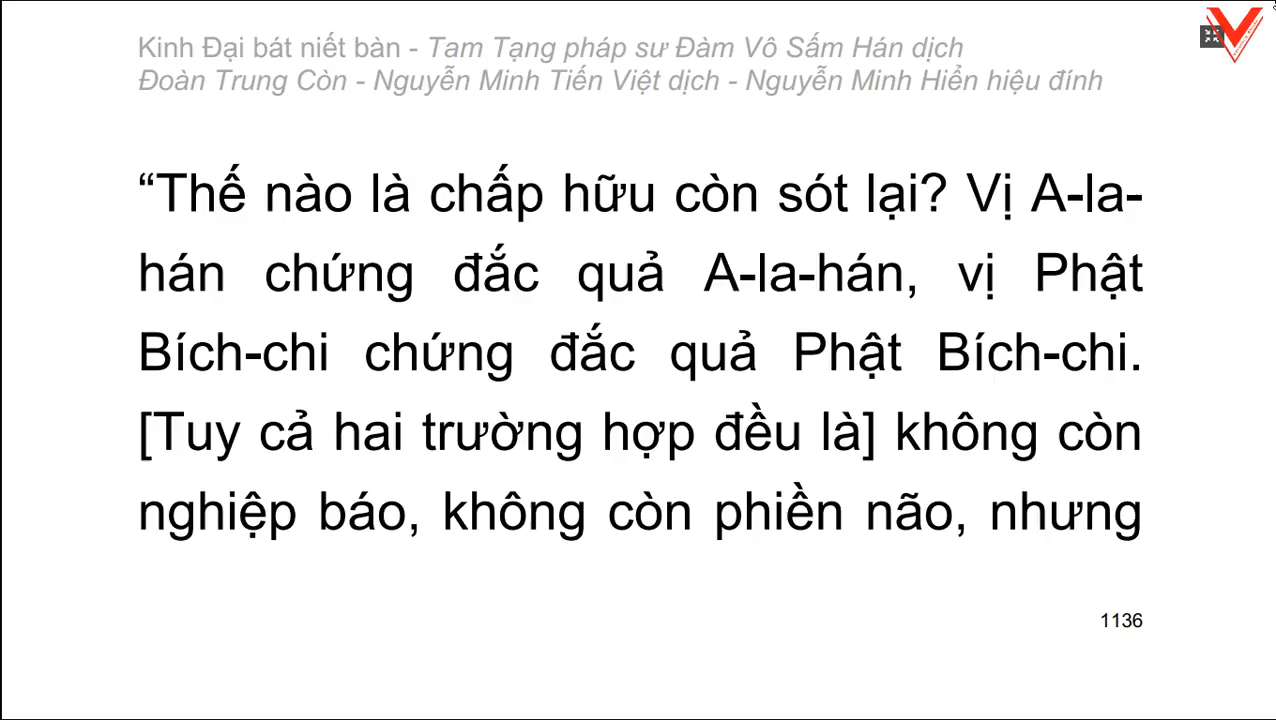 Kinh Đại bát niết bàn - Tam Tạng pháp sư Đàm Vô Sấm Hán dịch
Đoàn Trung Còn - Nguyễn Minh Tiến Việt dịch - Nguyễn Minh Hiển hiệu đính
“Thế nào là chấp hữu còn sót lại? Vị A-la-
hán chứng đắc quả A-la-hán, vị Phật
Bích-chi chứng đắc quả Phật Bích-chi.
[Tuy cả hai trường hợp đều là] không còn
nghiệp báo, không còn phiền não, nhưng
1136